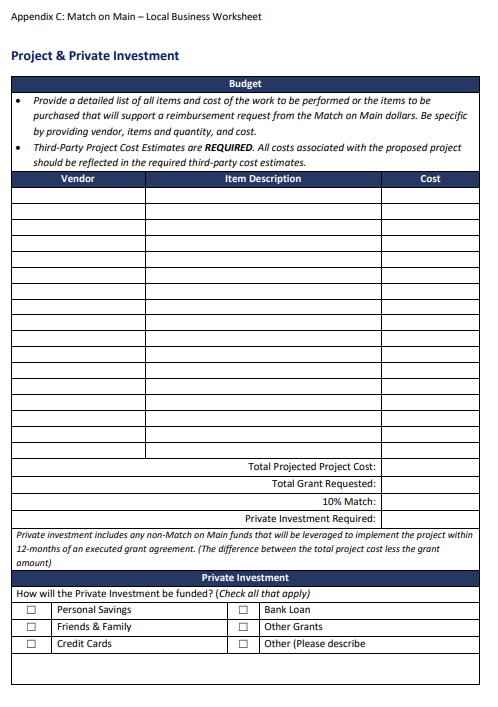 Appendix C: Match on Main – Local Business Worksheet
Project & Private Investment
Budget
• Provide a detailed list of all items and cost of the work to be performed or the items to be
purchased that will support a reimbursement request from the Match on Main dollars. Be specific
by providing vendor, items and quantity, and cost.
• Third-Party Project Cost Estimates are REQUIRED. All costs associated with the proposed project
should be reflected in the required third-party cost estimates.
Vendor Item Description Cost
Total Projected Project Cost:
Total Grant Requested:
10% Match:
Private Investment Required:
Private investment includes any non-Match on Main funds that will be leveraged to implement the project within
12-months of an executed grant agreement. (The difference between the total project cost less the grant
amount)
Private Investment
How will the Private Investment be funded? (Check all that apply)
☐ Personal Savings ☐ Bank Loan
☐ Friends & Family ☐ Other Grants
☐ Credit Cards ☐ Other (Please describe